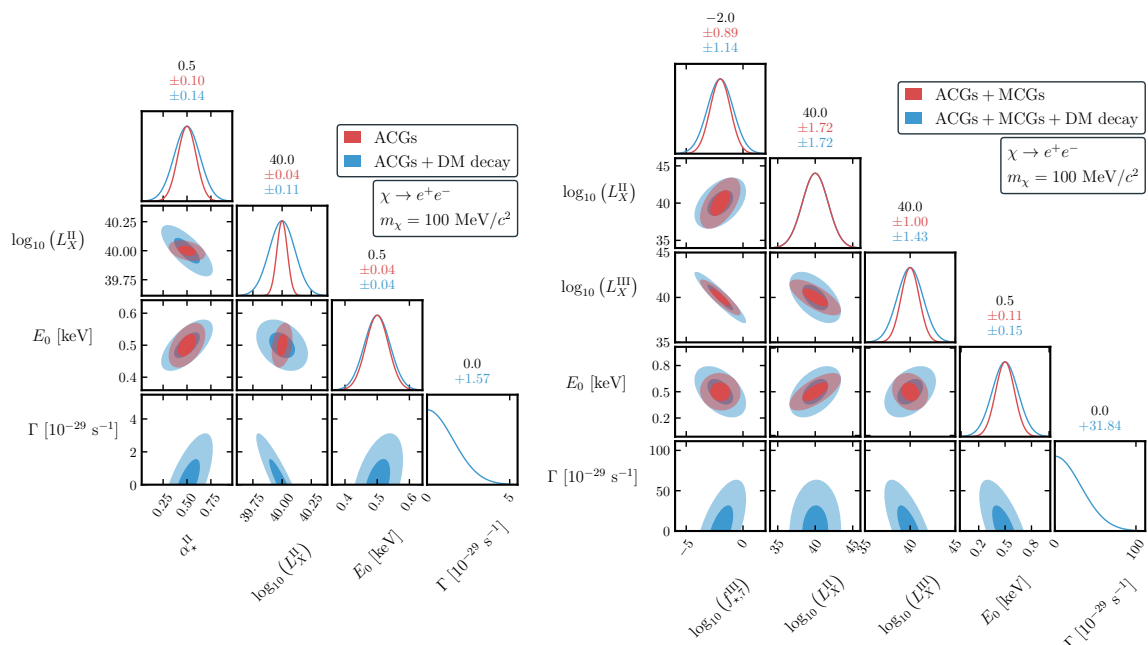 0.5
±0.10
±0.14
ACGs
ACGs + DM decay
χ → e⁺e⁻
m_χ = 100 MeV/c²
40.0
±0.04
±0.11
log₁₀ (L_X^II)
40.25
40.00
39.75
0.5
±0.04
±0.04
E₀ [keV]
0.6
0.5
0.4
0.0
+1.57
Γ [10⁻²⁹ s⁻¹]
4
2
0
0.25 0.50 0.75
39.75 40.00 40.25
0.4 0.5 0.6
0 5
α_⋆^II
log₁₀ (L_X^II)
E₀ [keV]
Γ [10⁻²⁹ s⁻¹]
−2.0
±0.89
±1.14
ACGs + MCGs
ACGs + MCGs + DM decay
χ → e⁺e⁻
m_χ = 100 MeV/c²
40.0
±1.72
±1.72
log₁₀ (L_X^II)
45
40
35
40.0
±1.00
±1.43
log₁₀ (L_X^III)
45
40
35
0.5
±0.11
±0.15
E₀ [keV]
0.8
0.5
0.2
0.0
+31.84
Γ [10⁻²⁹ s⁻¹]
100
50
0
−5 0
35 40 45
35 40 45
0.2 0.5 0.8
0 100
log₁₀ (f_⋆,7^III)
log₁₀ (L_X^II)
log₁₀ (L_X^III)
E₀ [keV]
Γ [10⁻²⁹ s⁻¹]